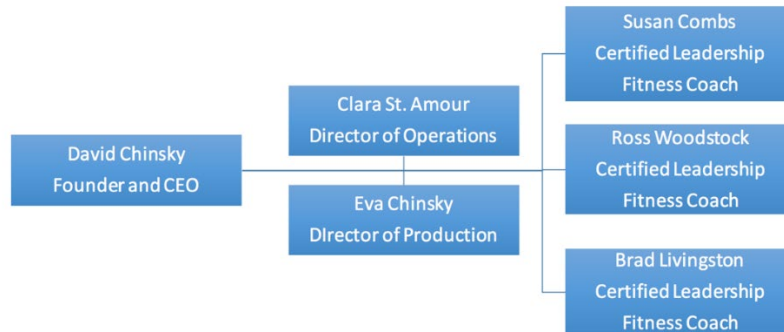 David Chinsky
Founder and CEO
Clara St. Amour
Director of Operations
Eva Chinsky
DIrector of Production
Susan Combs
Certified Leadership
Fitness Coach
Ross Woodstock
Certified Leadership
Fitness Coach
Brad Livingston
Certified Leadership
Fitness Coach